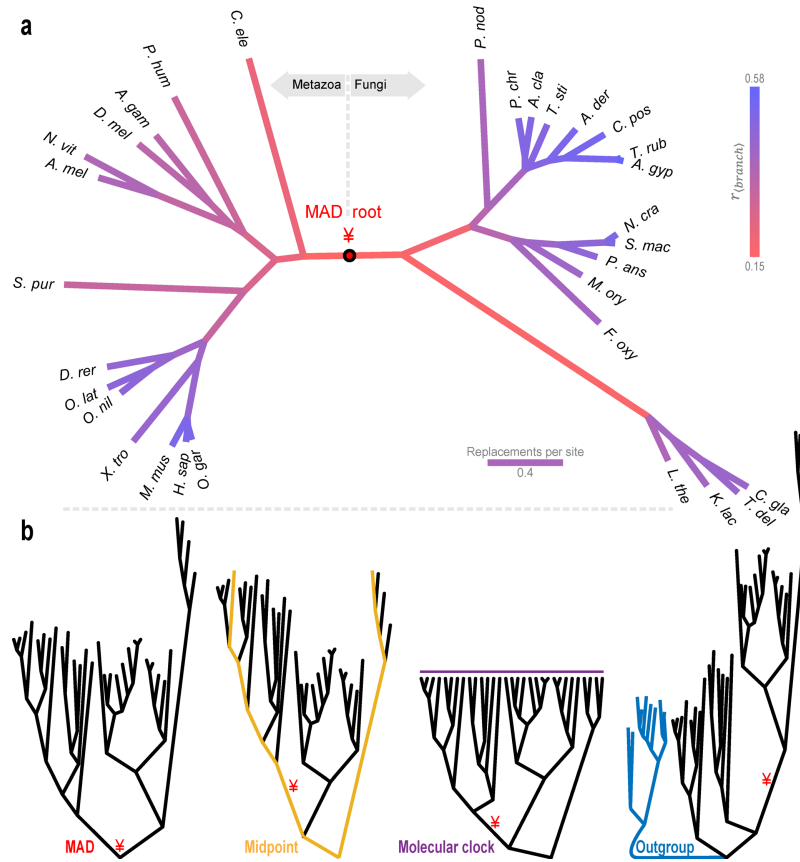 a
C. ele
P. hum
A. gam
D. mel
N. vit
A. mel
S. pur
D. rer
O. lat
O. nil
X. tro
M. mus
H. sap
O. gar
Metazoa
Fungi
MAD root
¥
P. nod
P. chr
A. cla
T. sti
A. der
C. pos
T. rub
A. gyp
N. cra
S. mac
P. ans
M. ory
F. oxy
L. the
K. lac
T. del
C. gla
0.58
r⟨branch⟩
0.15
Replacements per site
0.4
b
¥
MAD
¥
Midpoint
¥
Molecular clock
¥
Outgroup